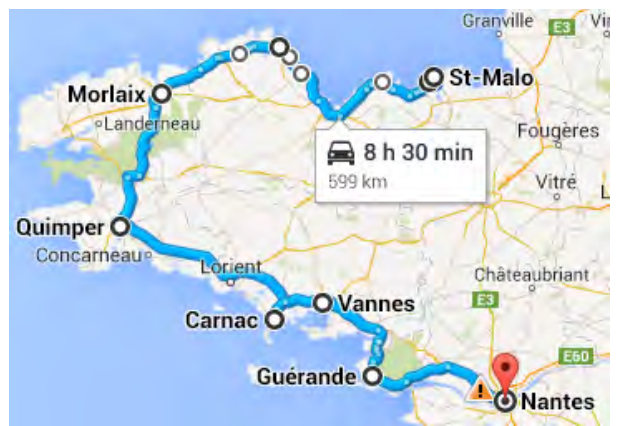 Granville
E3
Vi
St-Malo
Morlaix
Landerneau
8 h 30 min
599 km
Fougères
Vitré
L
Quimper
Concarneau
Lorient
Châteaubriant
Vannes
E3
Carnac
Guérande
E60
Nantes